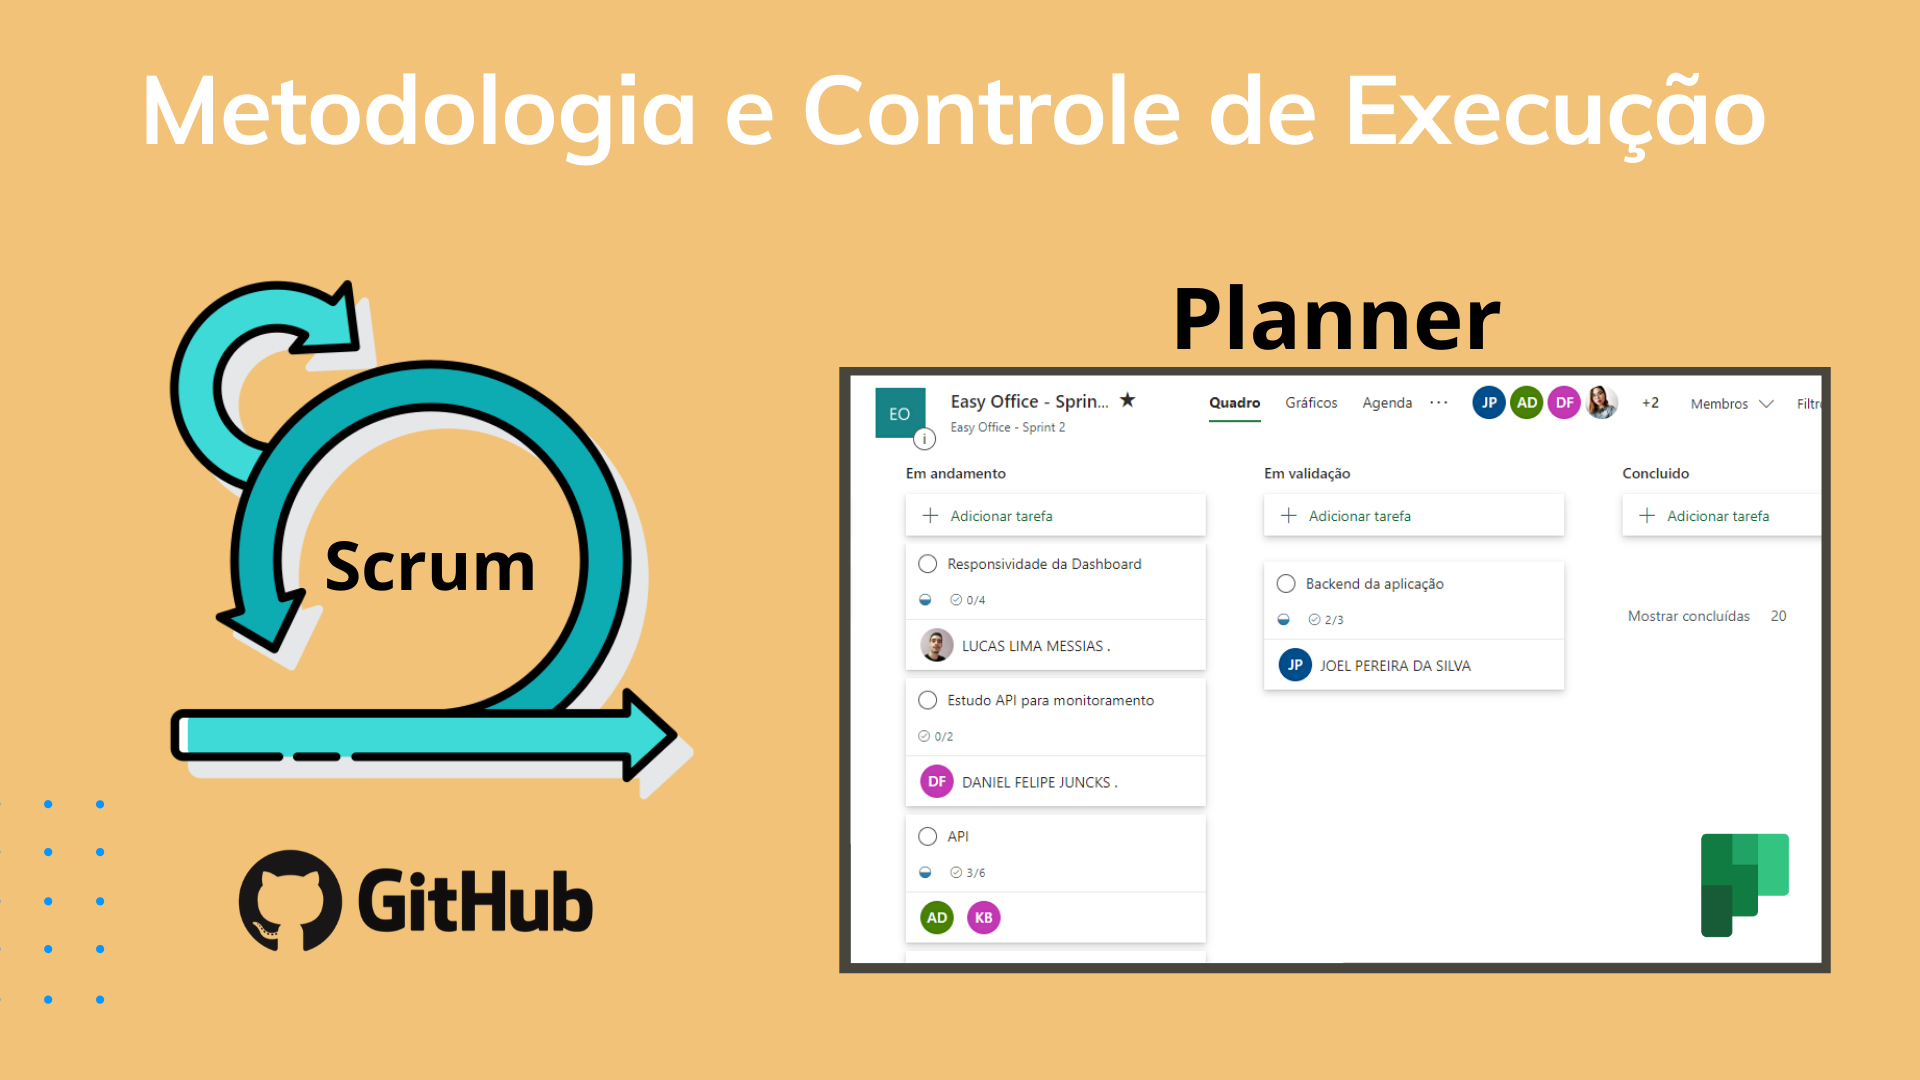 Metodologia e Controle de Execução
Scrum
GitHub
Planner
EO
i
Easy Office - Sprin... ★
Easy Office - Sprint 2
Quadro Gráficos Agenda ···
JP AD DF +2 Membros Filtr
Em andamento
+ Adicionar tarefa
Responsividade da Dashboard
0/4
LUCAS LIMA MESSIAS .
Estudo API para monitoramento
0/2
DF DANIEL FELIPE JUNCKS .
API
3/6
AD KB
Em validação
+ Adicionar tarefa
Backend da aplicação
2/3
JP JOEL PEREIRA DA SILVA
Concluido
+ Adicionar tarefa
Mostrar concluídas 20